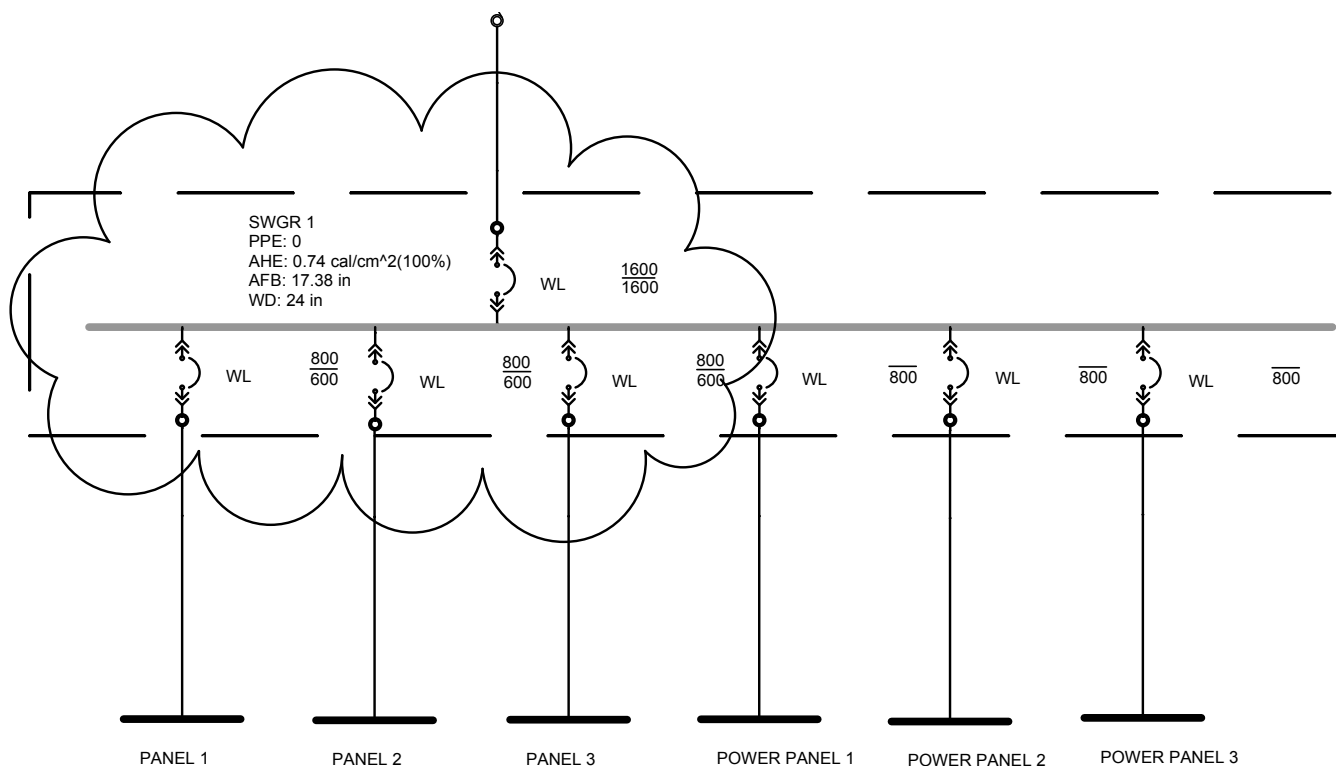 SWGR 1
PPE: 0
AHE: 0.74 cal/cm^2(100%)
AFB: 17.38 in
WD: 24 in
WL
1600
1600
WL
800
600
WL
800
600
WL
800
600
WL
800
WL
800
WL
800
PANEL 1
PANEL 2
PANEL 3
POWER PANEL 1
POWER PANEL 2
POWER PANEL 3